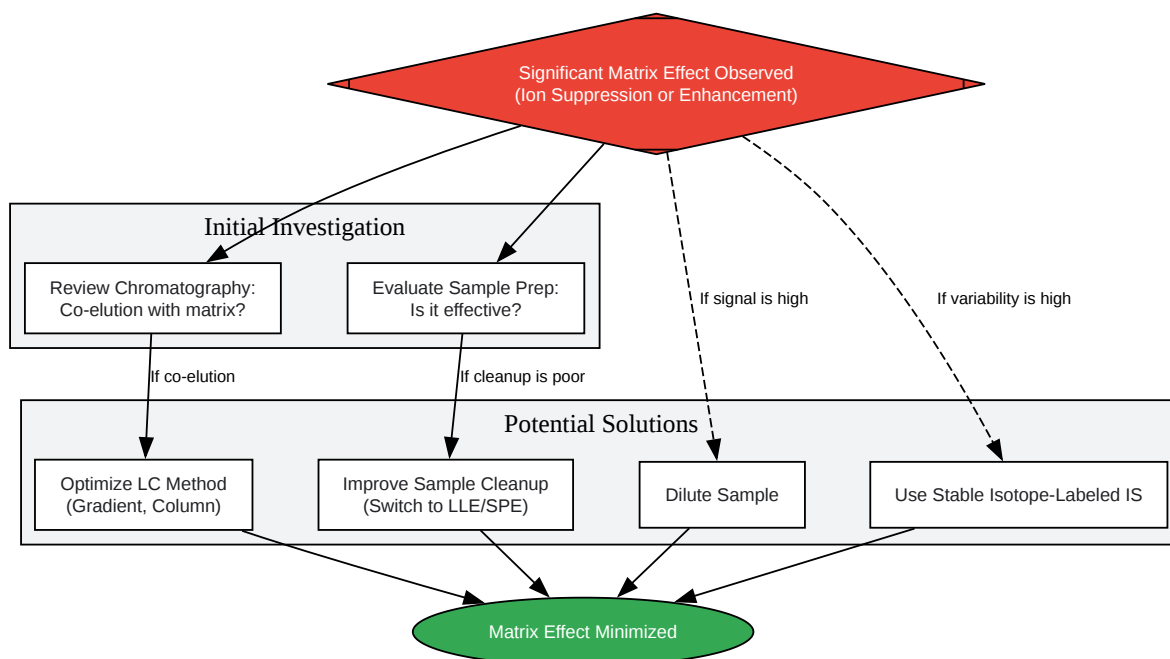 Significant Matrix Effect Observed
(Ion Suppression or Enhancement)
Initial Investigation
Review Chromatography:
Co-elution with matrix?
Evaluate Sample Prep:
Is it effective?
If signal is high
If variability is high
If co-elution
If cleanup is poor
Potential Solutions
Optimize LC Method
(Gradient, Column)
Improve Sample Cleanup
(Switch to LLE/SPE)
Dilute Sample
Use Stable Isotope-Labeled IS
Matrix Effect Minimized